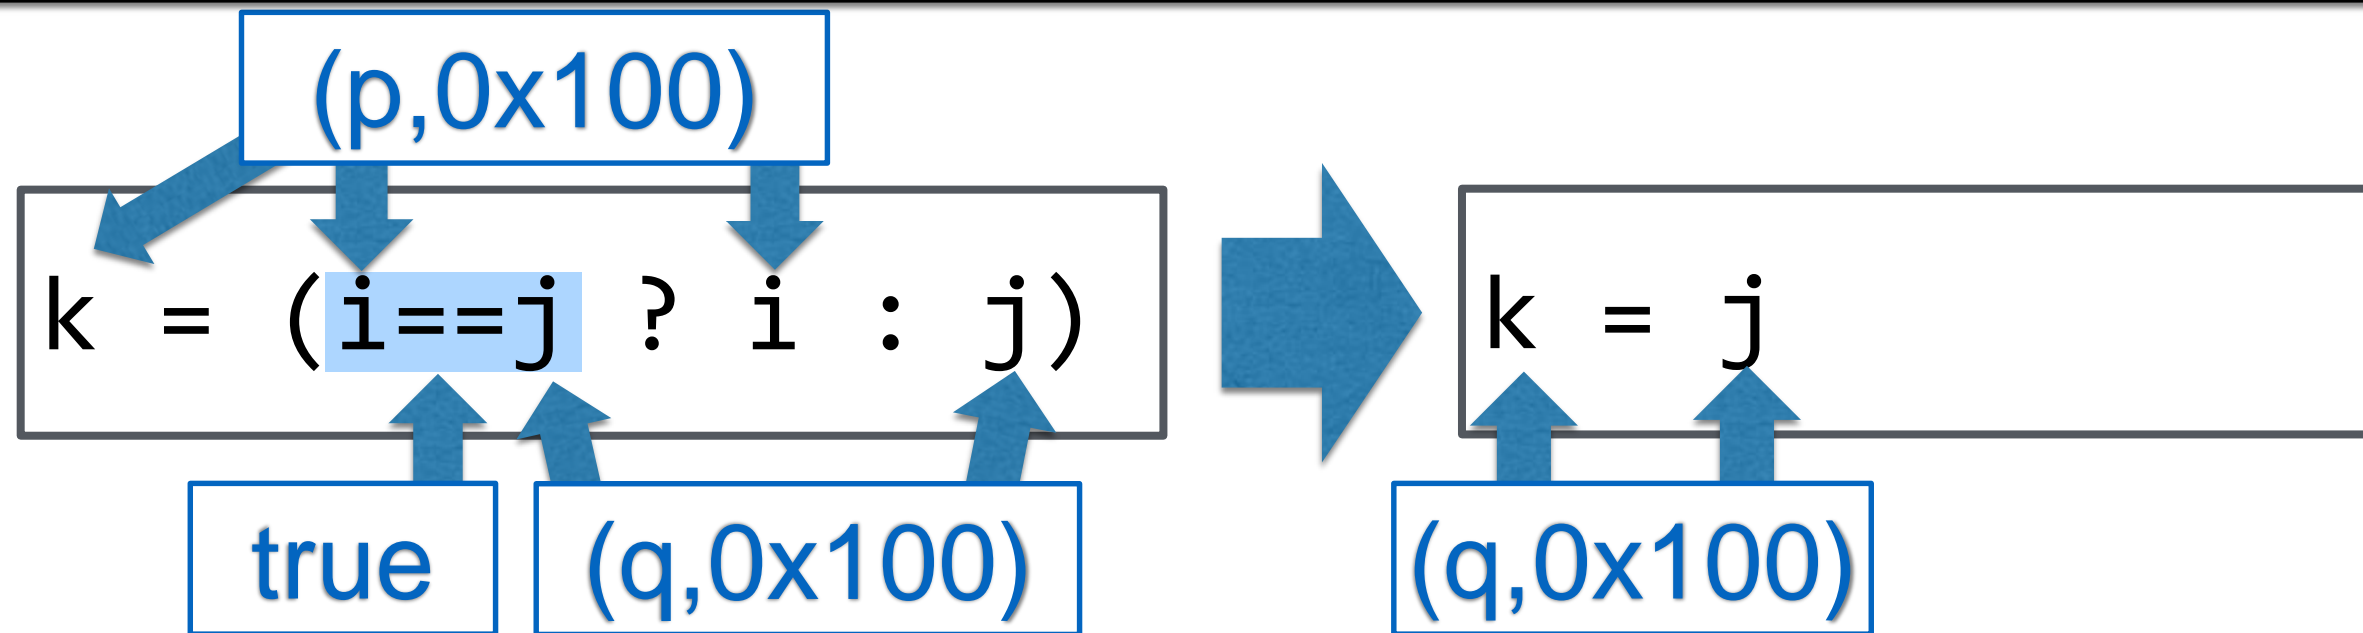 (p,0x100)
k = (i==j ? i : j)
k = j
true
(q,0x100)
(q,0x100)